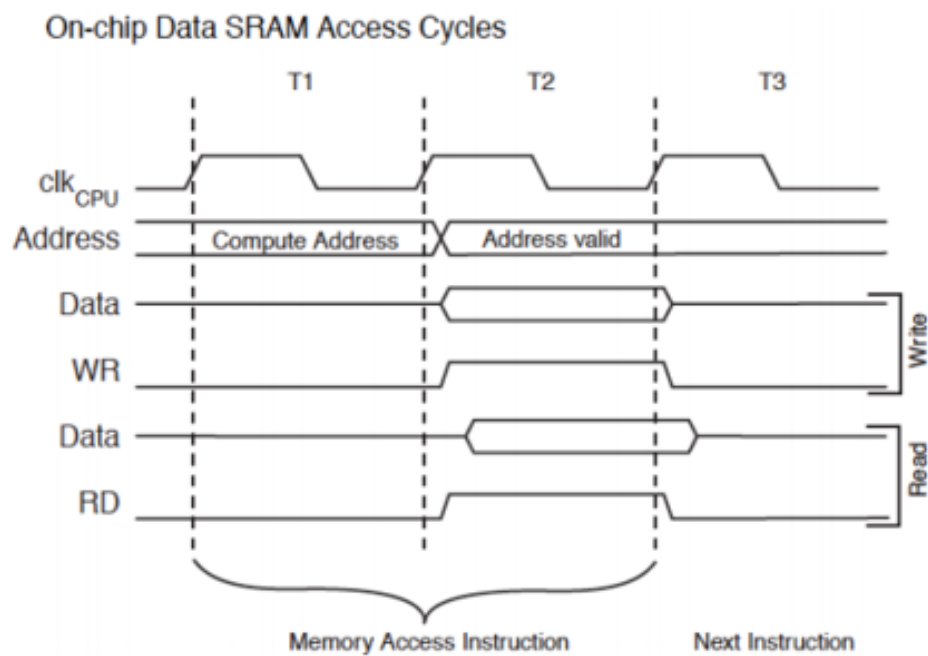 On-chip Data SRAM Access Cycles
T1 T2 T3
clkCPU
Address Compute Address Address valid
Data
WR
Write
Data
RD
Read
Memory Access Instruction Next Instruction